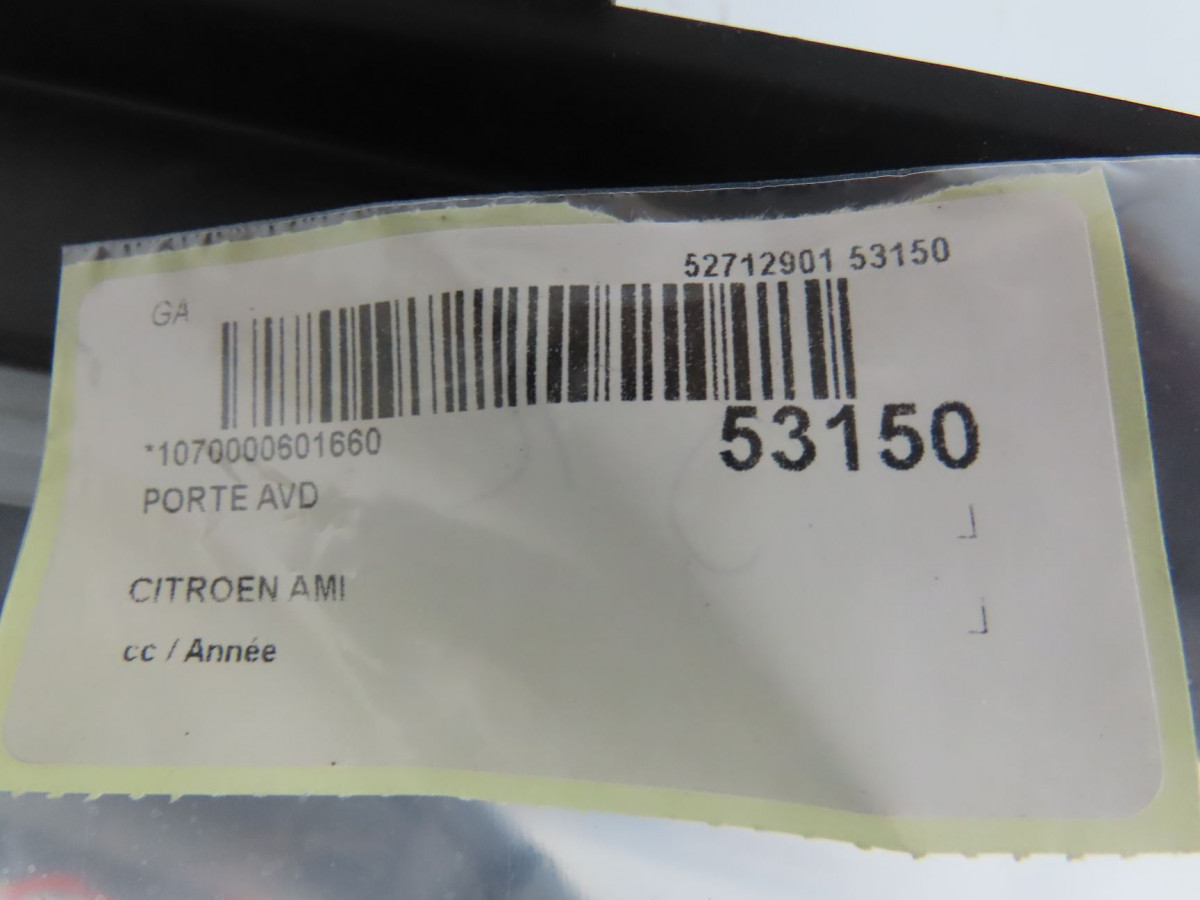 52712901 53150
GA
*1070000601660
53150
PORTE AVD
CITROEN AMI
cc / Année